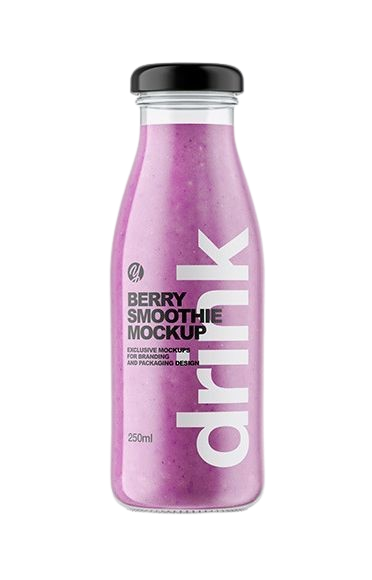 BERRY
SMOOTHIE
MOCKUP
EXCLUSIVE MOCKUPS
FOR BRANDING
AND PACKAGING DESIGN
250ml
drink